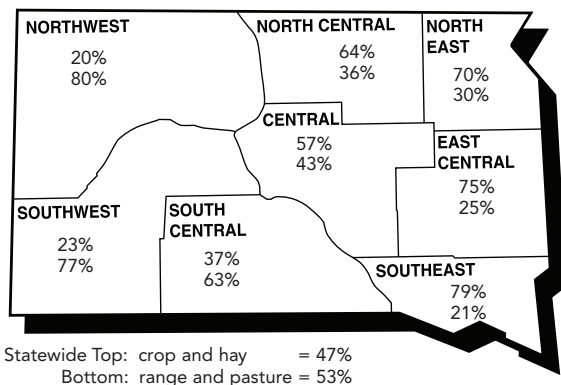 NORTHWEST
20%
80%
NORTH CENTRAL
64%
36%
NORTH
EAST
70%
30%
CENTRAL
57%
43%
EAST
CENTRAL
75%
25%
SOUTHWEST
23%
77%
SOUTH
CENTRAL
37%
63%
SOUTHEAST
79%
21%
Statewide Top: crop and hay = 47%
Bottom: range and pasture = 53%